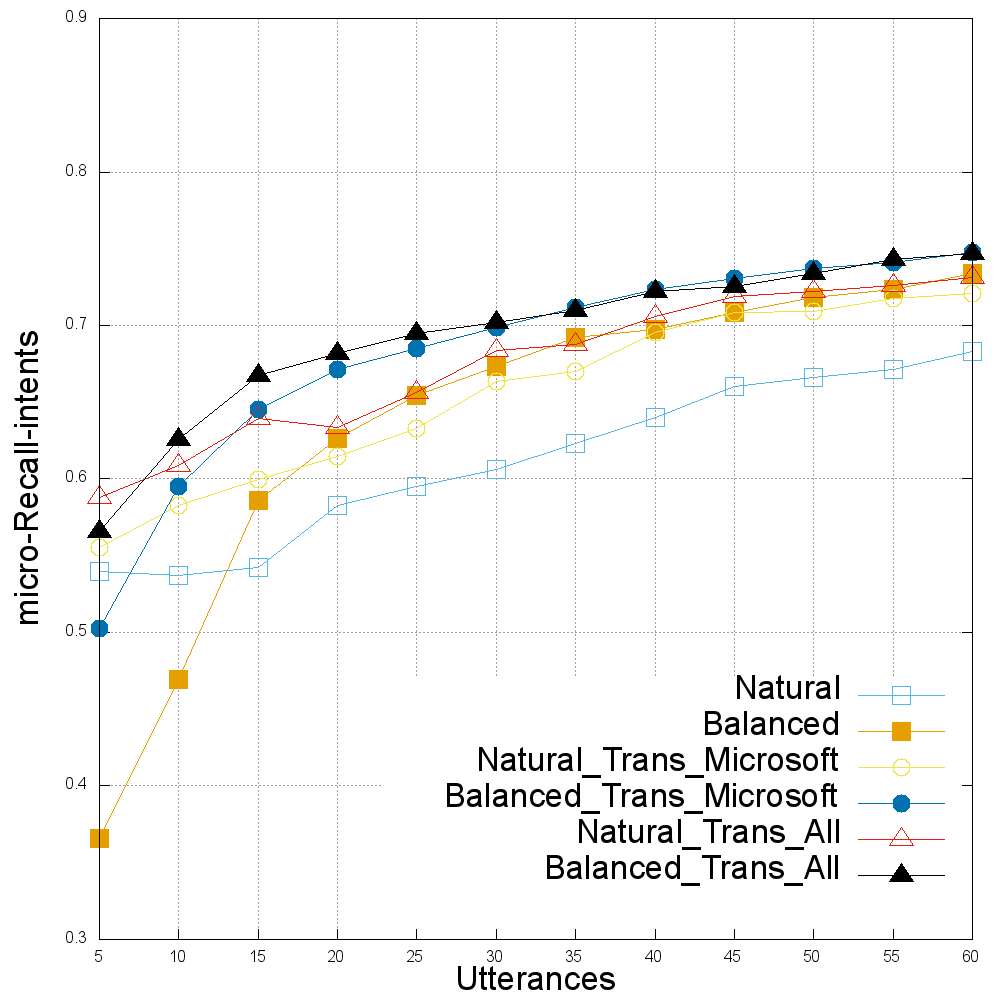 0.9
0.8
0.7
0.6
0.5
0.4
0.3
micro-Recall-intents
Natural
Balanced
Natural_Trans_Microsoft
Balanced_Trans_Microsoft
Natural_Trans_All
Balanced_Trans_All
5 10 15 20 25 30 35 40 45 50 55 60
Utterances